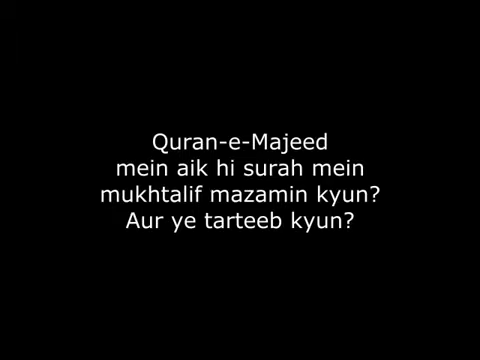 Quran-e-Majeed
mein aik hi surah mein
mukhtalif mazamin kyun?
Aur ye tarteeb kyun?